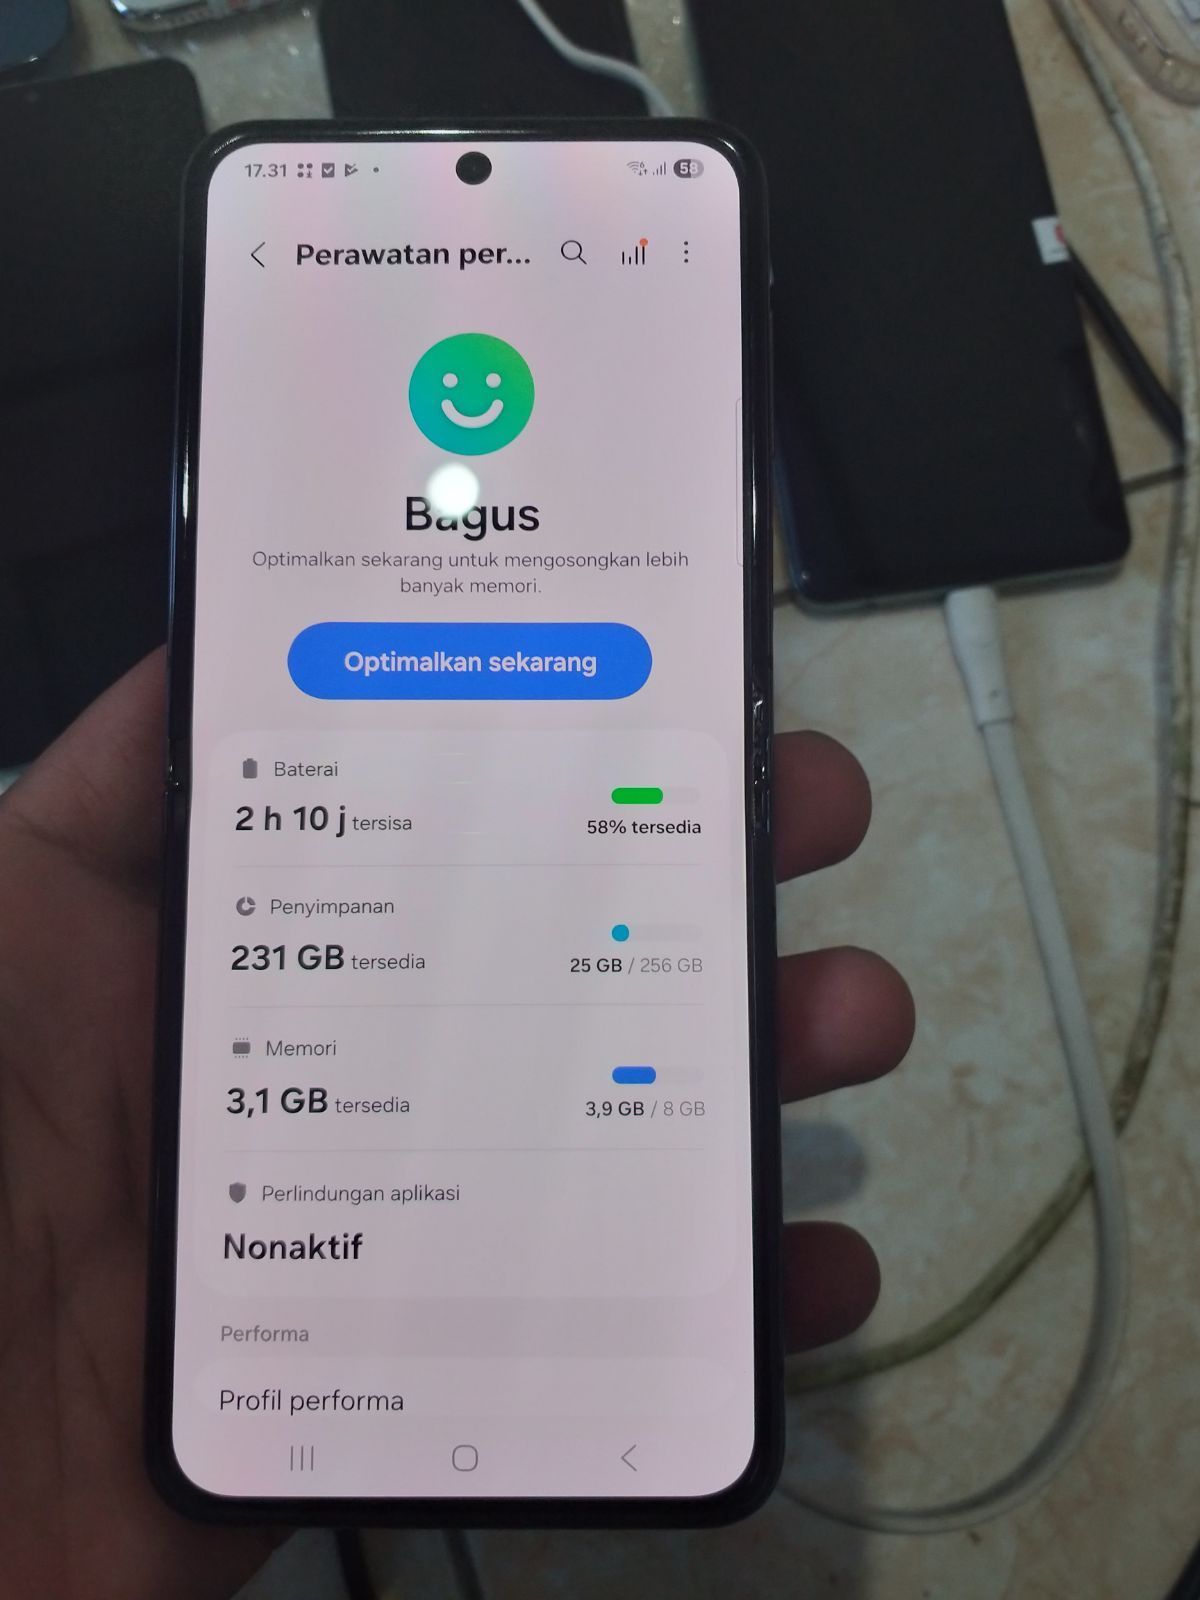 17.31
58
Perawatan per...
Bagus
Optimalkan sekarang untuk mengosongkan lebih
banyak memori.
Optimalkan sekarang
Baterai
2 h 10 j tersisa
58% tersedia
Penyimpanan
231 GB tersedia
25 GB / 256 GB
Memori
3,1 GB tersedia
3,9 GB / 8 GB
Perlindungan aplikasi
Nonaktif
Performa
Profil performa